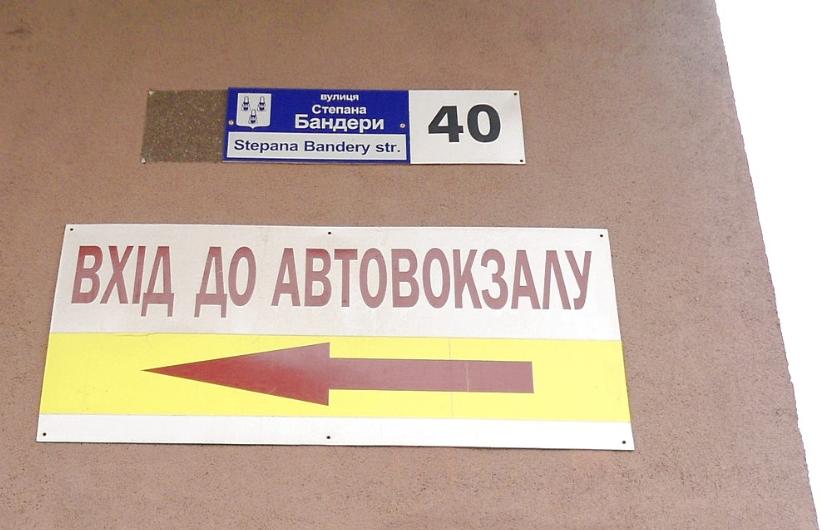 вулиця
Степана
Бандери
Stepana Bandery str.
40
ВХІД ДО АВТОВОКЗАЛУ